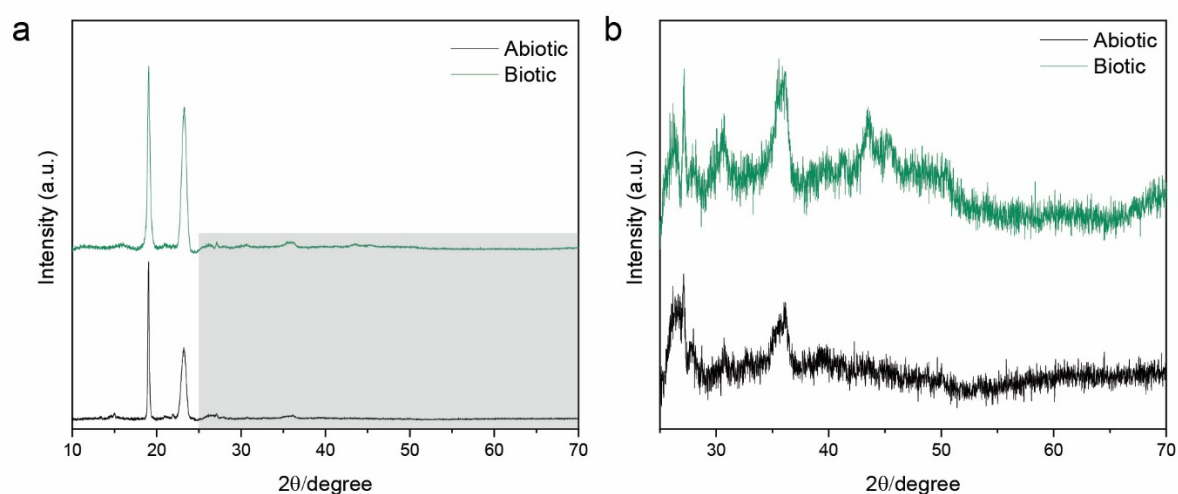 a
Abiotic
Biotic
Intensity (a.u.)
10 20 30 40 50 60 70
2θ/degree
b
Abiotic
Biotic
Intensity (a.u.)
30 40 50 60 70
2θ/degree